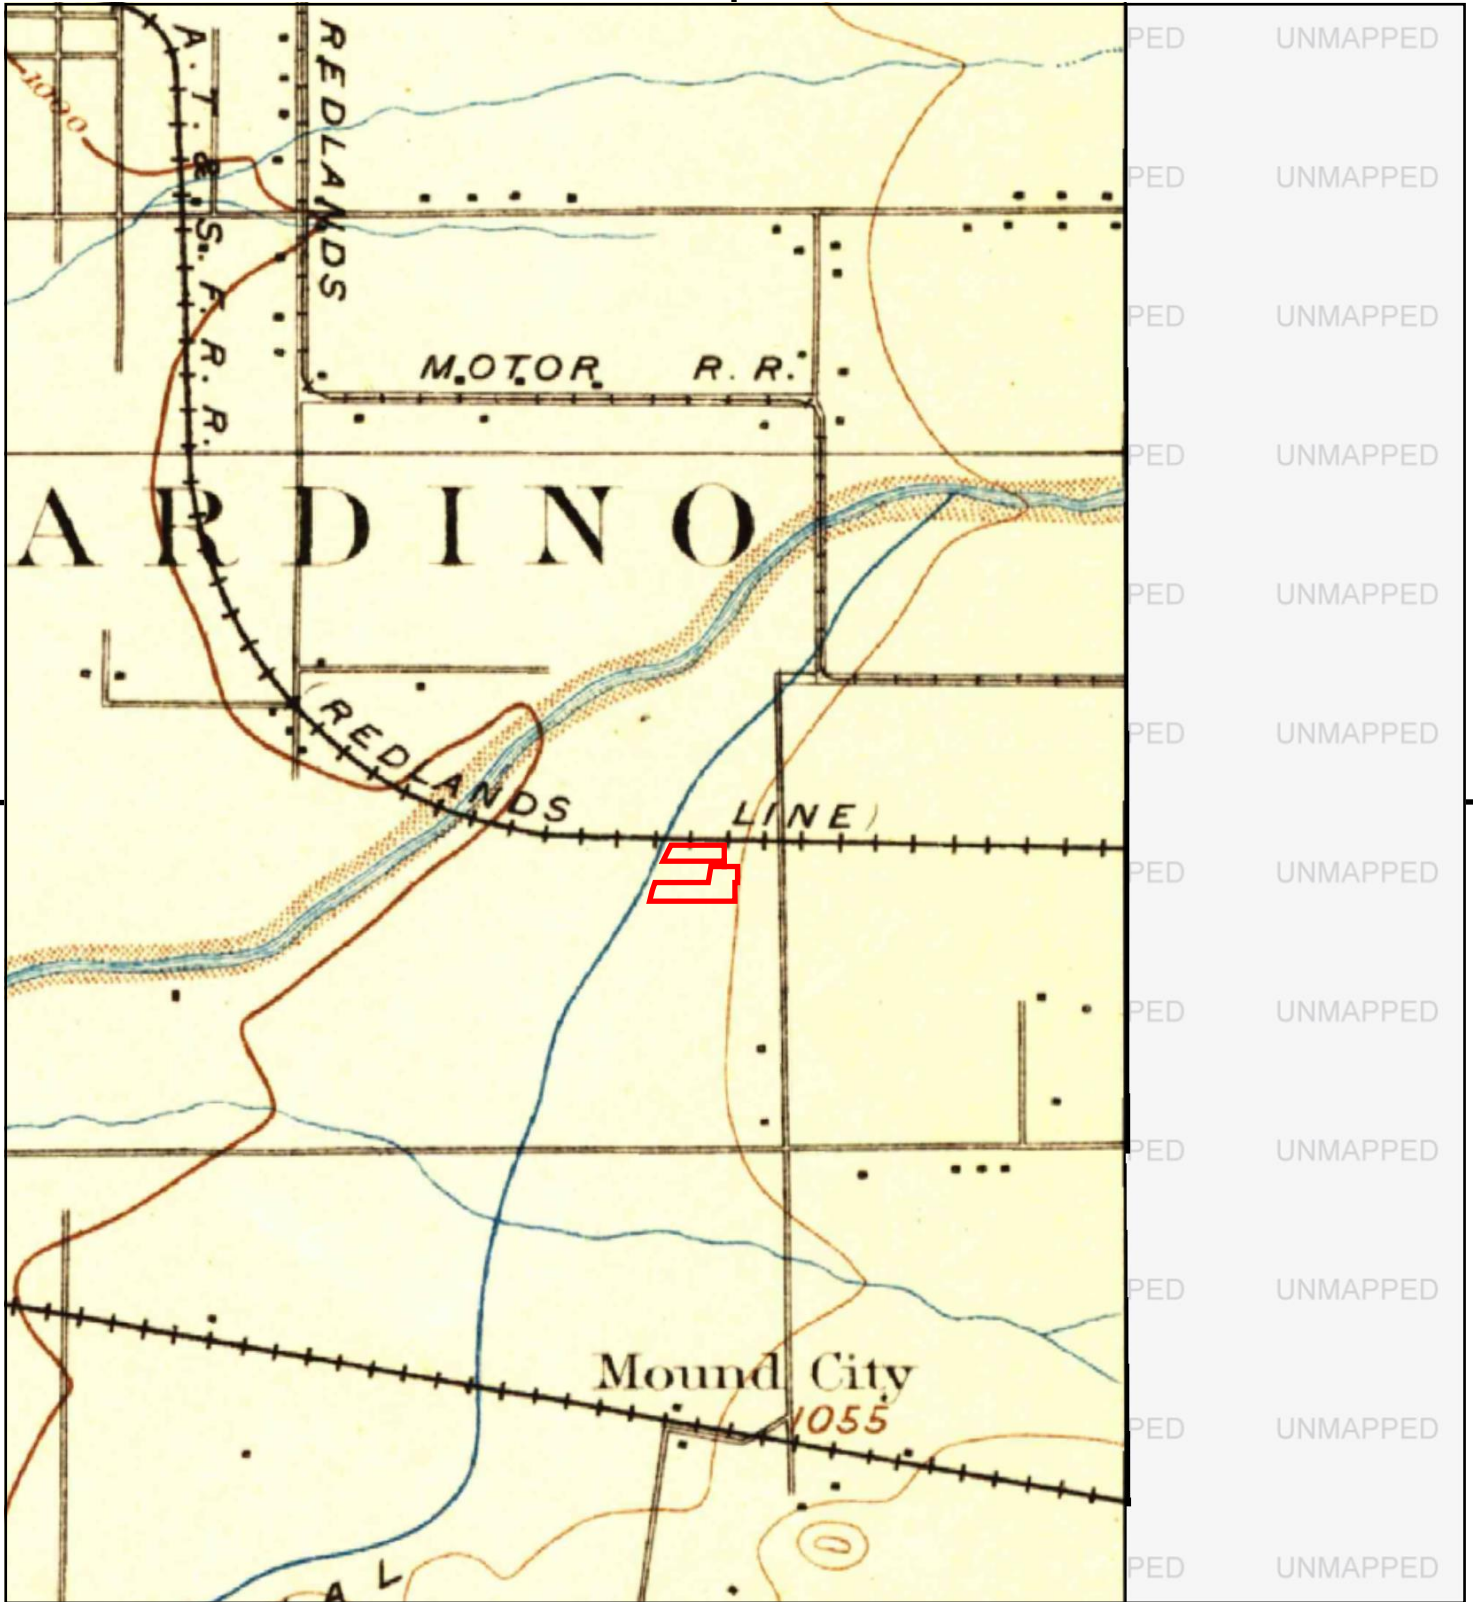 PED UNMAPPED
A. T. & S. F. R. R.
REDLANDS
1000
PED UNMAPPED
PED UNMAPPED
MOTOR R. R.
PED UNMAPPED
ARDINO
PED UNMAPPED
PED UNMAPPED
(REDLANDS LINE)
PED UNMAPPED
PED UNMAPPED
PED UNMAPPED
PED UNMAPPED
Mound City
1055
PED UNMAPPED
PED UNMAPPED
AL